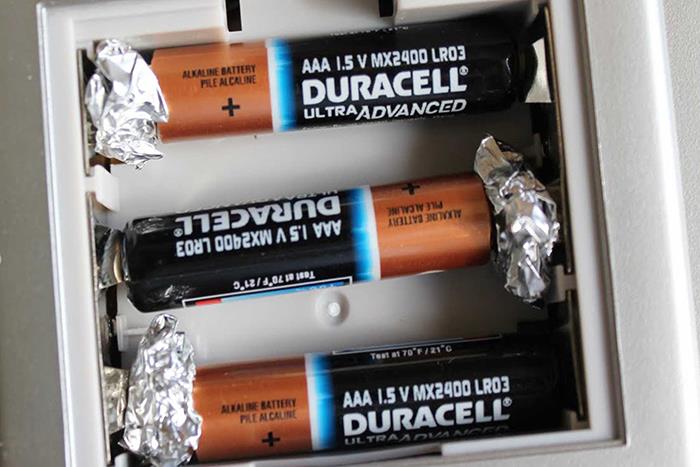 AAA 1.5 V MX2400 LR03
DURACELL®
ULTRA ADVANCED
ALKALINE BATTERY
PILE ALCALINE
+
+
ALKALINE BATTERY
PILE ALCALINE
DURACELL®
AAA 1.5 V MX2400 LR03
Test at 70°F / 21°C
Test at 70°F / 21°C
AAA 1.5 V MX2400 LR03
DURACELL®
ULTRA ADVANCED
ALKALINE BATTERY
PILE ALCALINE
+